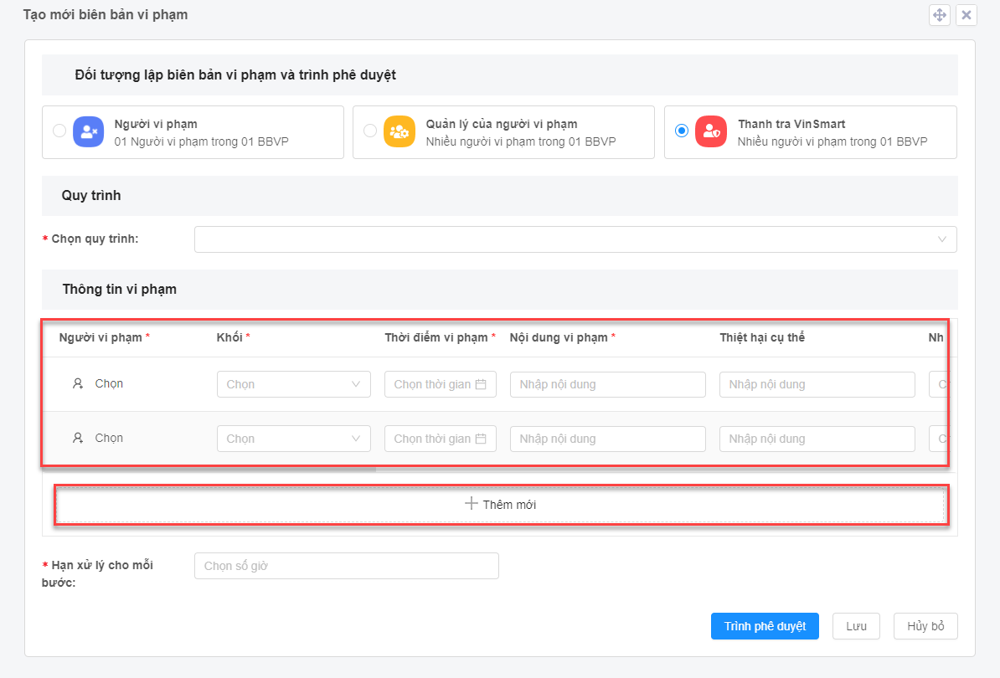 Tạo mới biên bản vi phạm
Đối tượng lập biên bản vi phạm và trình phê duyệt
Người vi phạm
01 Người vi phạm trong 01 BBVP
Quản lý của người vi phạm
Nhiều người vi phạm trong 01 BBVP
Thanh tra VinSmart
Nhiều người vi phạm trong 01 BBVP
Quy trình
* Chọn quy trình:
Thông tin vi phạm
Người vi phạm * Khối * Thời điểm vi phạm * Nội dung vi phạm * Thiệt hại cụ thể Nh
Chọn Chọn Chọn thời gian Nhập nội dung Nhập nội dung C
Chọn Chọn Chọn thời gian Nhập nội dung Nhập nội dung C
Thêm mới
* Hạn xử lý cho mỗi
bước:
Chọn số giờ
Trình phê duyệt Lưu Hủy bỏ